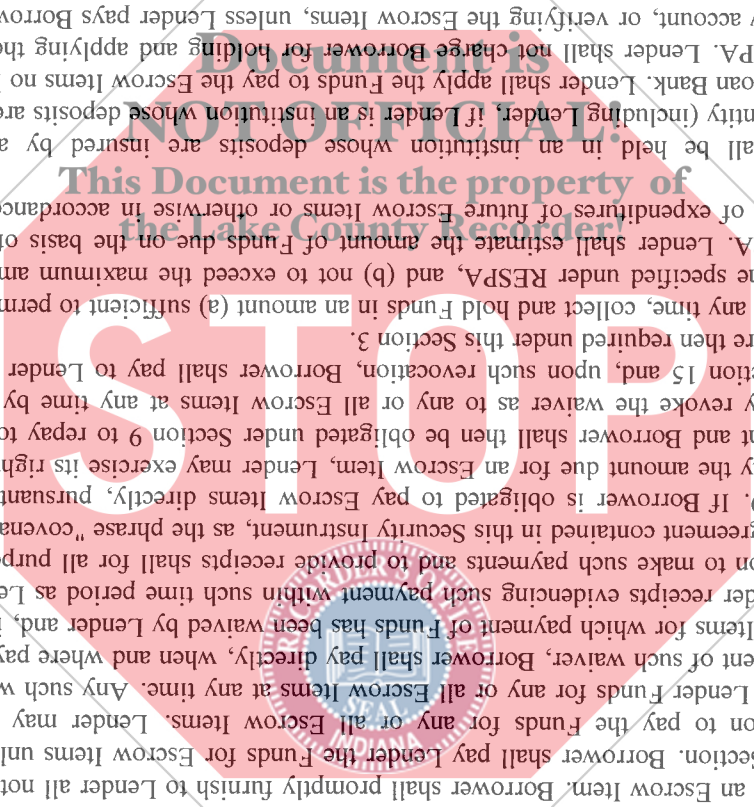 an Escrow Item. Borrower shall promptly furnish to Lender all not
ection. Borrower shall pay Lender the Funds for Escrow Items unl
on to pay the Funds for any or all Escrow Items. Lender may
Lender Funds for any or all Escrow Items at any time. Any such w
ent of such waiver, Borrower shall pay directly, when and where pay
Items for which payment of Funds has been waived by Lender and, i
der receipts evidencing such payment within such time period as Le
on to make such payments and to provide receipts shall for all purp
greement contained in this Security Instrument, as the phrase "covena
9. If Borrower is obligated to pay Escrow Items directly, pursuant
y the amount due for an Escrow Item, Lender may exercise its right
nt and Borrower shall then be obligated under Section 9 to repay to
y revoke the waiver as to any or all Escrow Items at any time by
ction 15 and, upon such revocation, Borrower shall pay to Lender
re then required under this Section 3.
any time, collect and hold Funds in an amount (a) sufficient to perm
ne specified under RESPA, and (b) not to exceed the maximum am
A. Lender shall estimate the amount of Funds due on the basis of
of expenditures of future Escrow Items or otherwise in accordance
all be held in an institution whose deposits are insured by a
entity (including Lender, if Lender is an institution whose deposits are
oan Bank. Lender shall apply the Funds to pay the Escrow Items no
PA. Lender shall not charge Borrower for holding and applying the
y account, or verifying the Escrow Items, unless Lender pays Borrow
Document is
NOT OFFICIAL!
This Document is the property of
the Lake County Recorder!
STOP
SEAL
INDIANA